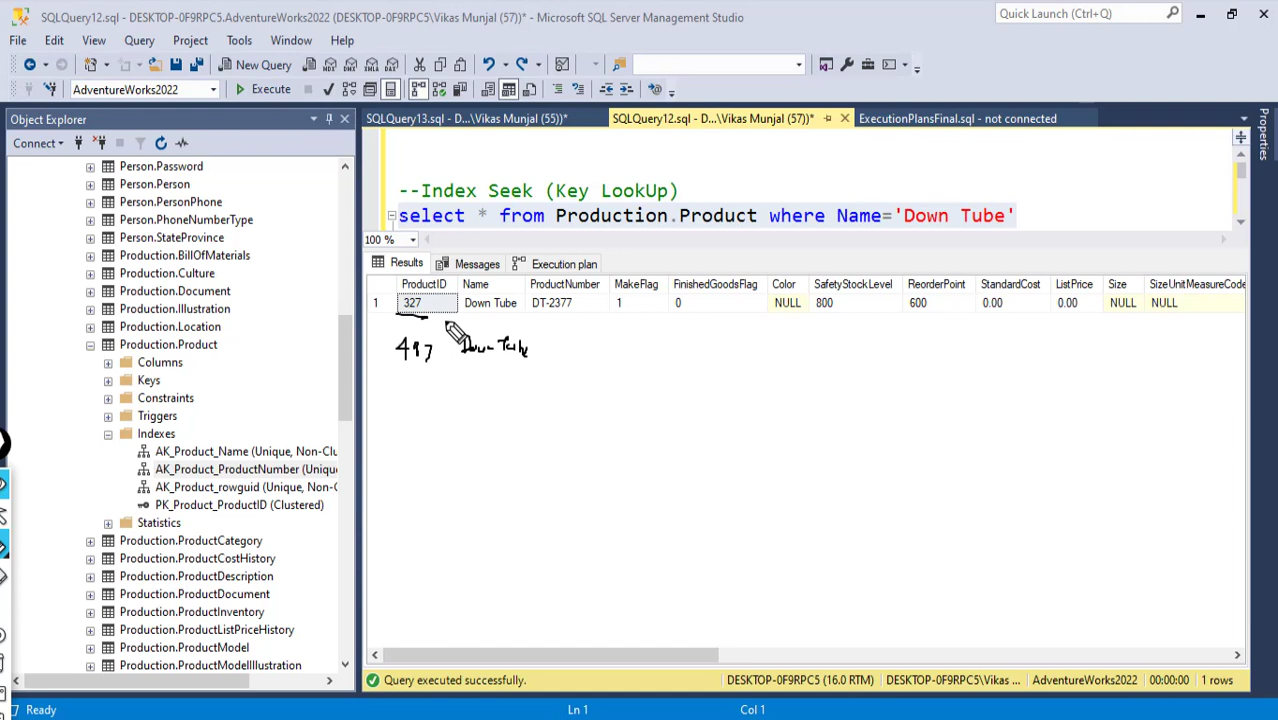 SQLQuery12.sql - DESKTOP-0F9RPC5.AdventureWorks2022 (DESKTOP-0F9RPC5\Vikas Munjal (57))* - Microsoft SQL Server Management Studio
Quick Launch (Ctrl+Q)
File Edit View Query Project Tools Window Help
New Query
AdventureWorks2022 Execute
Object Explorer
SQLQuery13.sql - D...\Vikas Munjal (55))*
SQLQuery12.sql - D...\Vikas Munjal (57))*
ExecutionPlansFinal.sql - not connected
Properties
Connect
Person.Password
Person.Person
Person.PersonPhone
Person.PhoneNumberType
Person.StateProvince
Production.BillOfMaterials
Production.Culture
Production.Document
Production.Illustration
Production.Location
Production.Product
Columns
Keys
Constraints
Triggers
Indexes
AK_Product_Name (Unique, Non-Clu
AK_Product_ProductNumber (Unique
AK_Product_rowguid (Unique, Non-C
PK_Product_ProductID (Clustered)
Statistics
Production.ProductCategory
Production.ProductCostHistory
Production.ProductDescription
Production.ProductDocument
Production.ProductInventory
Production.ProductListPriceHistory
Production.ProductModel
Production.ProductModelIllustration
--Index Seek (Key LookUp)
select * from Production.Product where Name='Down Tube'
100 %
Results Messages Execution plan
ProductID Name ProductNumber MakeFlag FinishedGoodsFlag Color SafetyStockLevel ReorderPoint StandardCost ListPrice Size SizeUnitMeasureCode
1 327 Down Tube DT-2377 1 0 NULL 800 600 0.00 0.00 NULL NULL
497 Down Tube
Query executed successfully. DESKTOP-0F9RPC5 (16.0 RTM) DESKTOP-0F9RPC5\Vikas ... AdventureWorks2022 00:00:00 1 rows
Ready Ln 1 Col 1